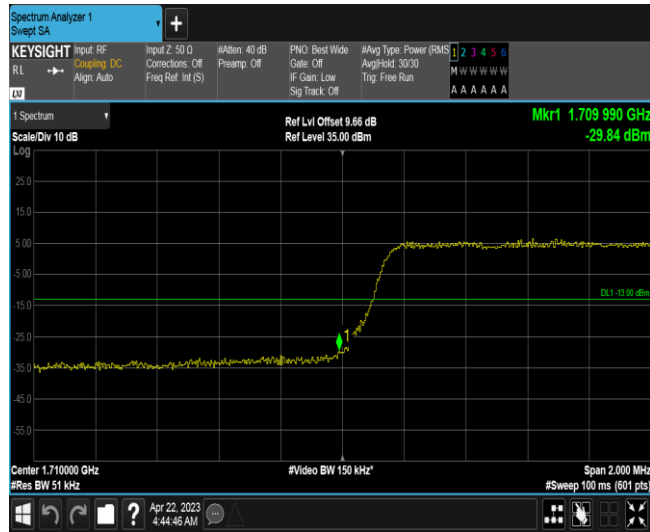 Spectrum Analyzer 1
Swept SA
+
KEYSIGHT Input: RF Input Z: 50 Ω #Atten: 40 dB PNO: Best Wide #Avg Type: Power (RMS 1 2 3 4 5 6
RL Coupling: DC Corrections: Off Preamp: Off Gate: Off Avg|Hold: 30/30 M W W W W W
Align: Auto Freq Ref: Int (S) IF Gain: Low Trig: Free Run
LXI Sig Track: Off A A A A A A
1 Spectrum Ref Lvl Offset 9.66 dB Mkr1 1.709 990 GHz
Scale/Div 10 dB Ref Level 35.00 dBm -29.84 dBm
Log
25.0
15.0
5.00
-5.00
DL1 -13.00 dBm
-15.0
-25.0
1
-35.0
-45.0
-55.0
Center 1.710000 GHz #Video BW 150 kHz* Span 2.000 MHz
#Res BW 51 kHz #Sweep 100 ms (601 pts)
? Apr 22, 2023
4:44:46 AM